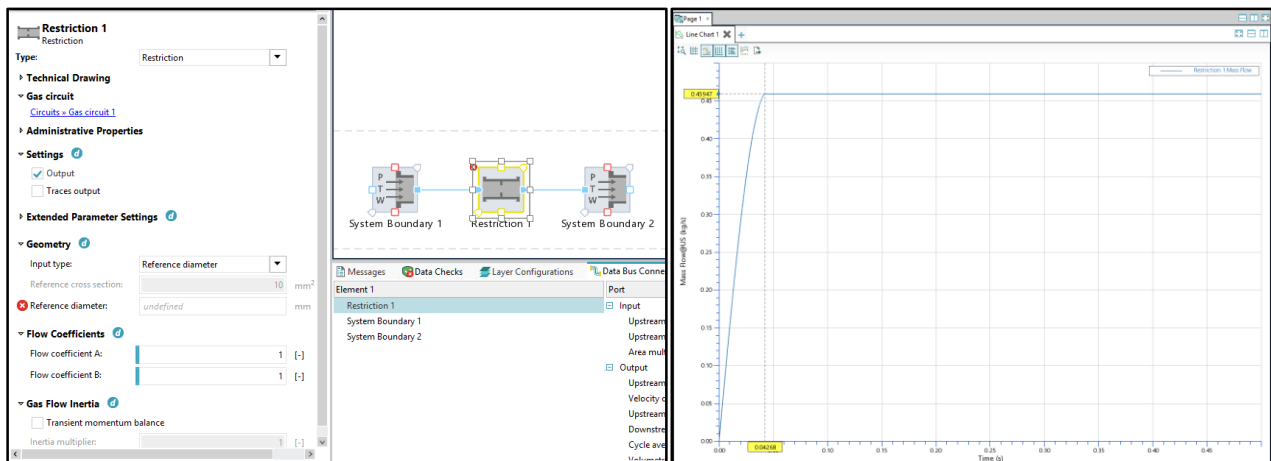 Restriction 1
Restriction
Type: Restriction
Technical Drawing
Gas circuit
Circuits » Gas circuit 1
Administrative Properties
Settings d
Output
Traces output
Extended Parameter Settings d
Geometry d
Input type: Reference diameter
Reference cross section: 10 mm²
Reference diameter: undefined mm
Flow Coefficients d
Flow coefficient A: 1 [-]
Flow coefficient B: 1 [-]
Gas Flow Inertia d
Transient momentum balance
Inertia multiplier: 1 [-]
P
T
W
System Boundary 1
Restriction 1
P
T
W
System Boundary 2
Messages Data Checks Layer Configurations Data Bus Conne
Element 1 Port
Restriction 1 Input
System Boundary 1 Upstream
System Boundary 2 Upstream
Area mult
Output
Upstream
Velocity o
Upstream
Downstre
Cycle ave
Volumetr
Page 1
Line Chart 1
Restriction 1:Mass Flow
0.50
0.45947
0.45
0.40
0.35
0.30
0.25
0.20
0.15
0.10
0.05
0.00
Mass Flow@US (kg/s)
0.00 0.04268 0.10 0.15 0.20 0.25 0.30 0.35 0.40 0.45
Time (s)